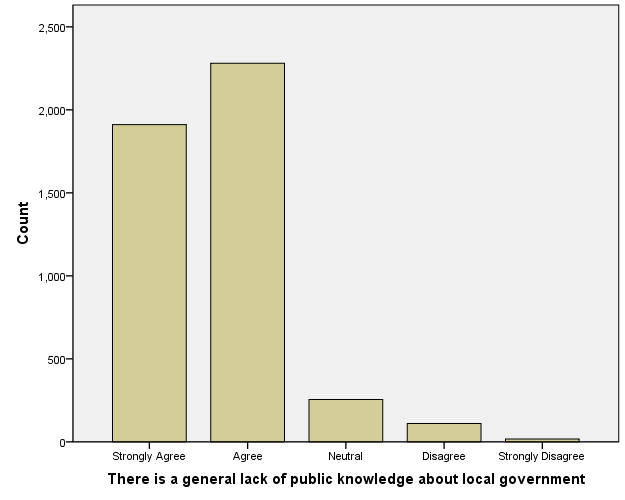 2,500
2,000
1,500
1,000
500
0
Count
Strongly Agree
Agree
Neutral
Disagree
Strongly Disagree
There is a general lack of public knowledge about local government